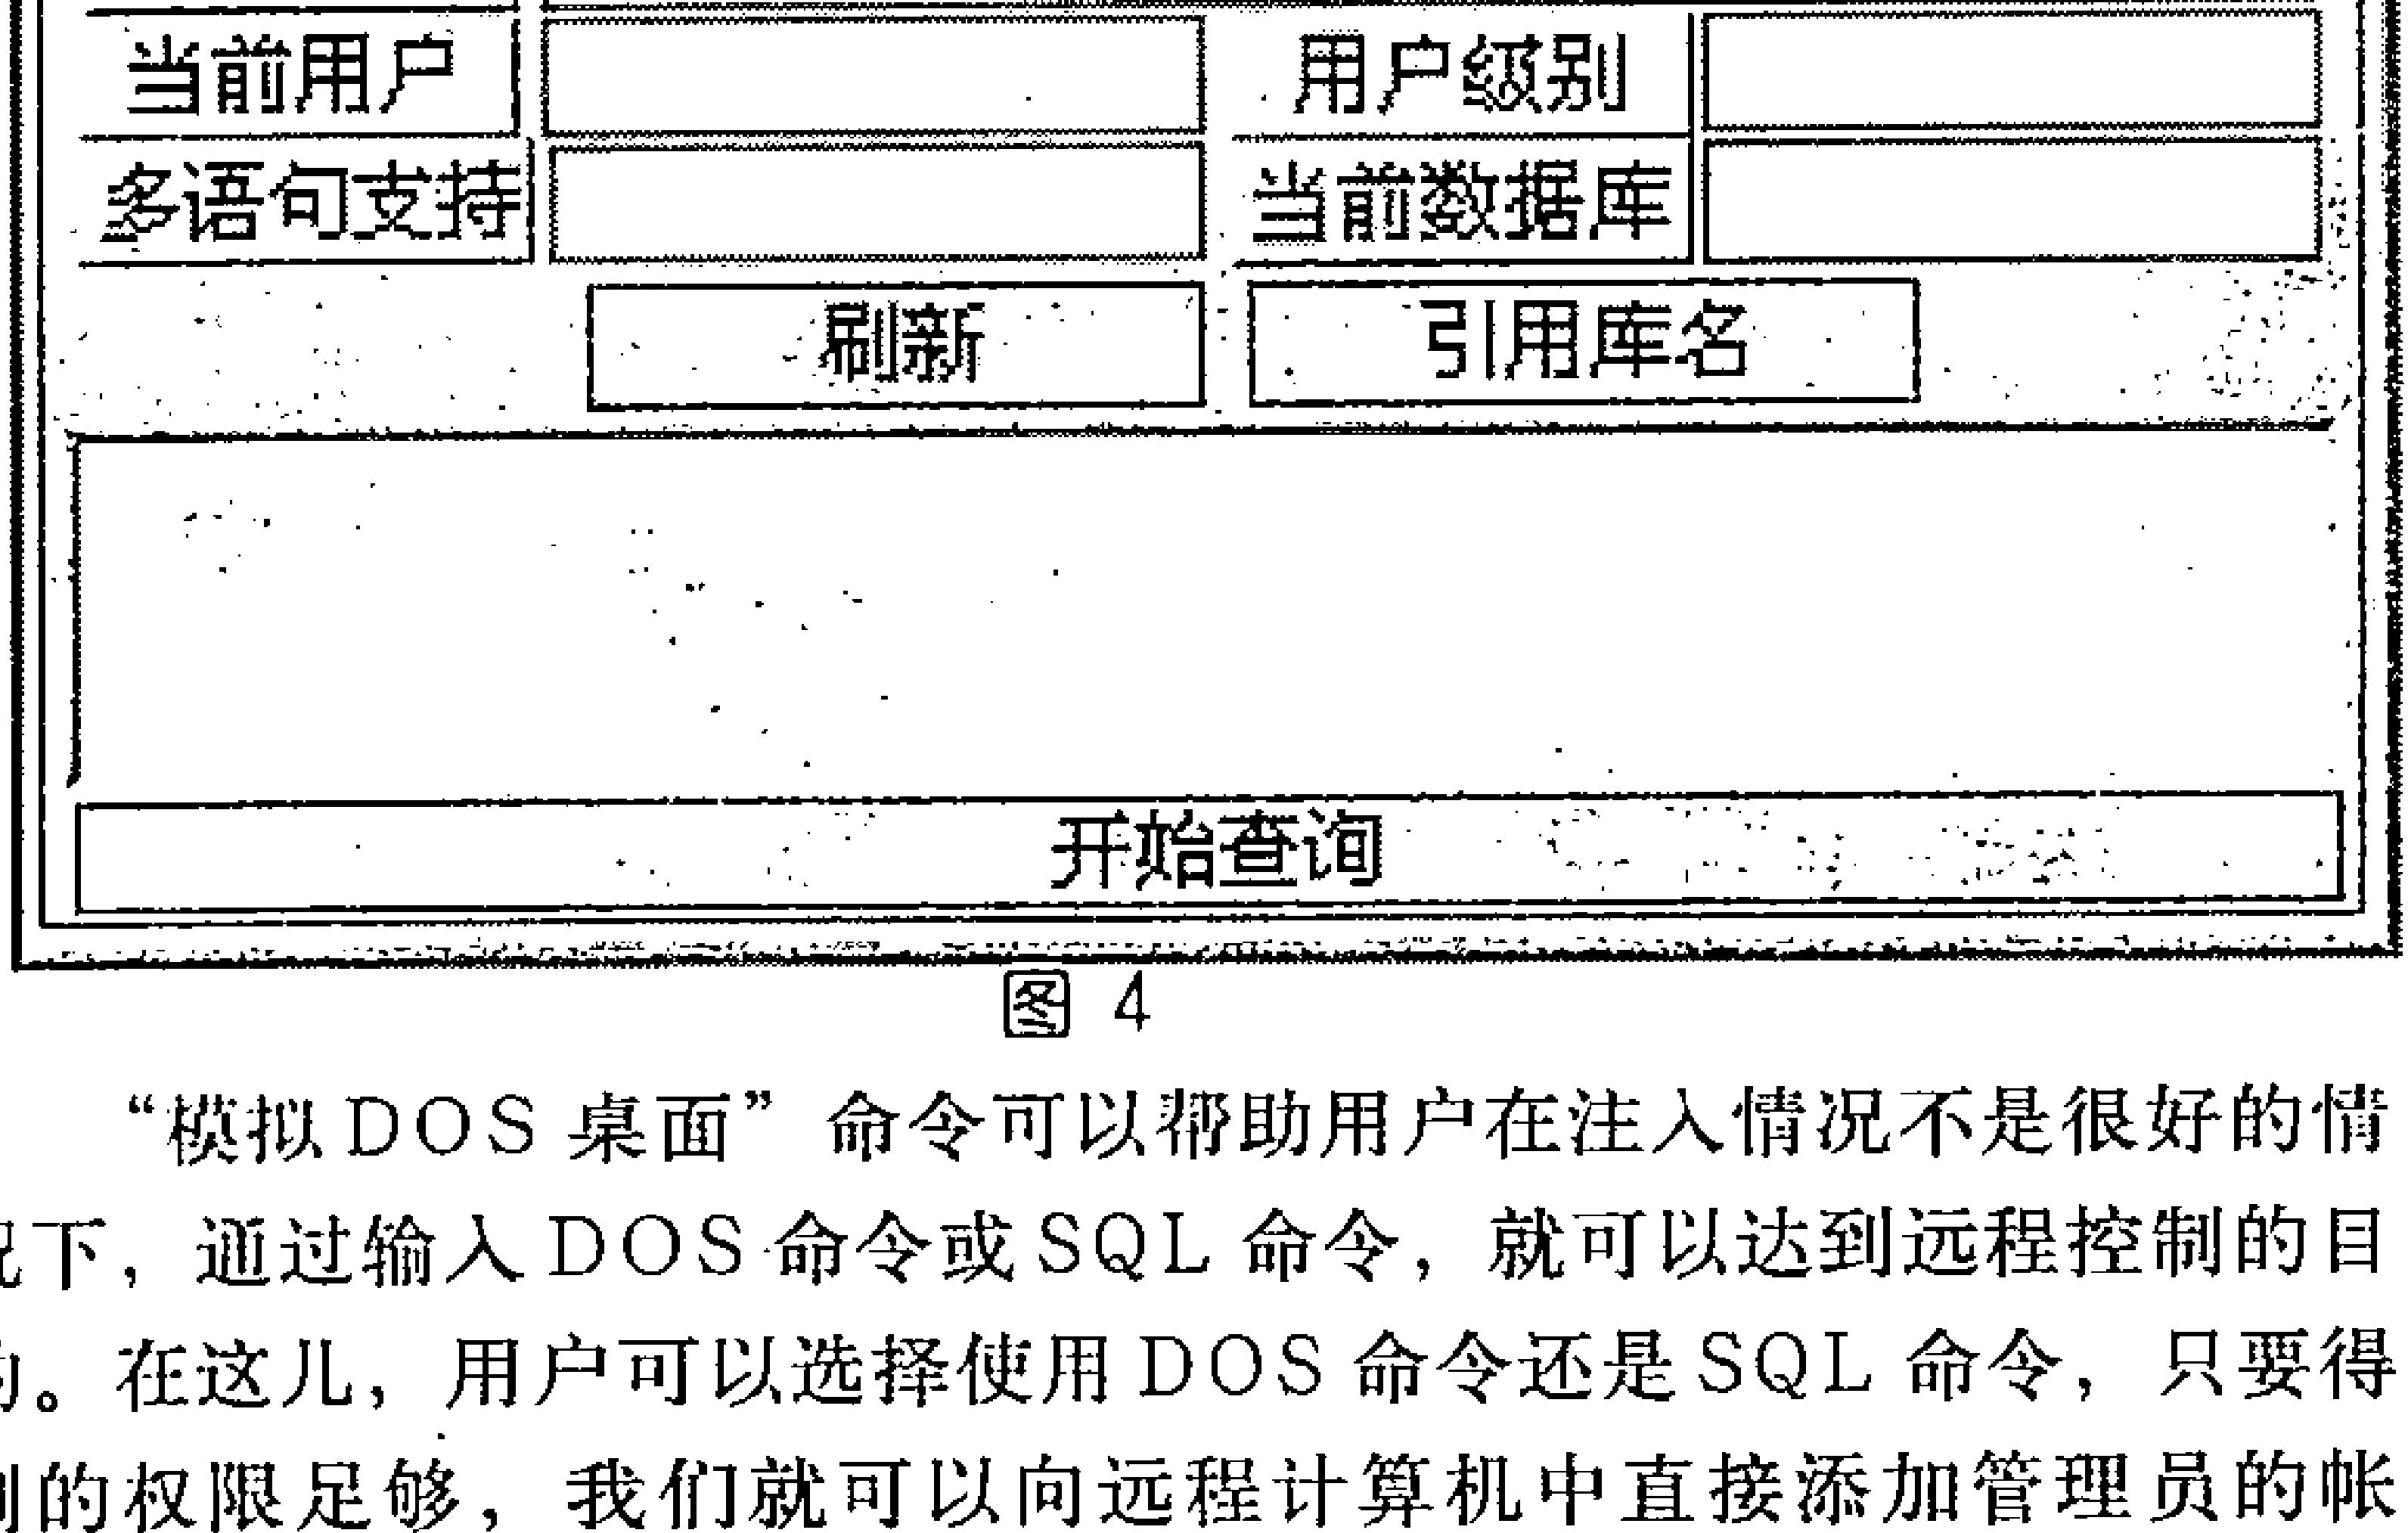 当前用户 用户级别
多语句支持 当前数据库
刷新 引用库名
开始查询
图 4
“模拟DOS桌面”命令可以帮助用户在注入情况不是很好的情
况下，通过输入DOS命令或SQL命令，就可以达到远程控制的目
的。在这儿，用户可以选择使用DOS命令还是SQL命令，只要得
到的权限足够，我们就可以向远程计算机中直接添加管理员的帐